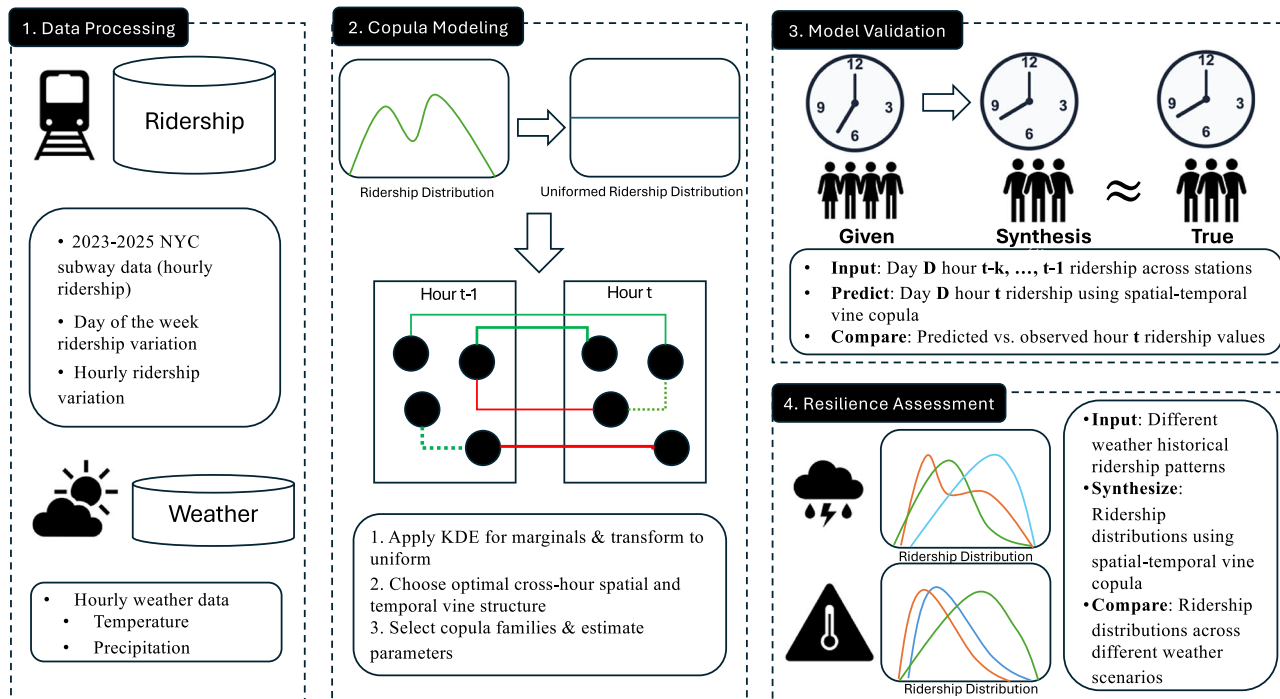 1. Data Processing
Ridership
• 2023-2025 NYC
subway data (hourly
ridership)
• Day of the week
ridership variation
• Hourly ridership
variation
Weather
• Hourly weather data
• Temperature
• Precipitation
2. Copula Modeling
Ridership Distribution
Uniformed Ridership Distribution
Hour t-1
Hour t
1. Apply KDE for marginals & transform to
uniform
2. Choose optimal cross-hour spatial and
temporal vine structure
3. Select copula families & estimate
parameters
3. Model Validation
12
9 3
6
12
9 3
6
12
9 3
6
≈
Given
Synthesis
True
• Input: Day D hour t-k, …, t-1 ridership across stations
• Predict: Day D hour t ridership using spatial-temporal
vine copula
• Compare: Predicted vs. observed hour t ridership values
4. Resilience Assessment
Ridership Distribution
Ridership Distribution
•Input: Different
weather historical
ridership patterns
•Synthesize:
Ridership
distributions using
spatial-temporal vine
copula
•Compare: Ridership
distributions across
different weather
scenarios